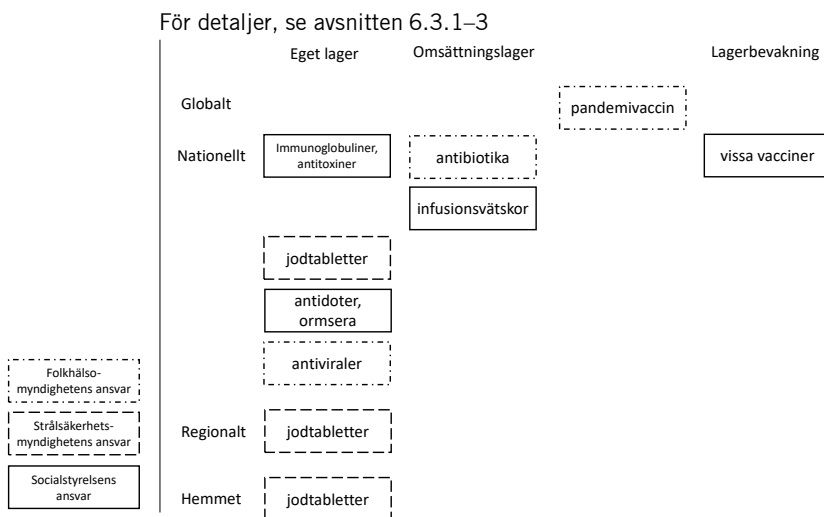 För detaljer, se avsnitten 6.3.1–3
Eget lager
Omsättningslager
Lagerbevakning
Globalt
pandemivaccin
Nationellt
Immunoglobuliner,
antitoxiner
antibiotika
vissa vacciner
infusionsvätskor
jodtabletter
antidoter,
ormsera
antiviraler
Regionalt
jodtabletter
Hemmet
jodtabletter
Folkhälso-
myndighetens ansvar
Strålsäkerhets-
myndighetens ansvar
Socialstyrelsens
ansvar